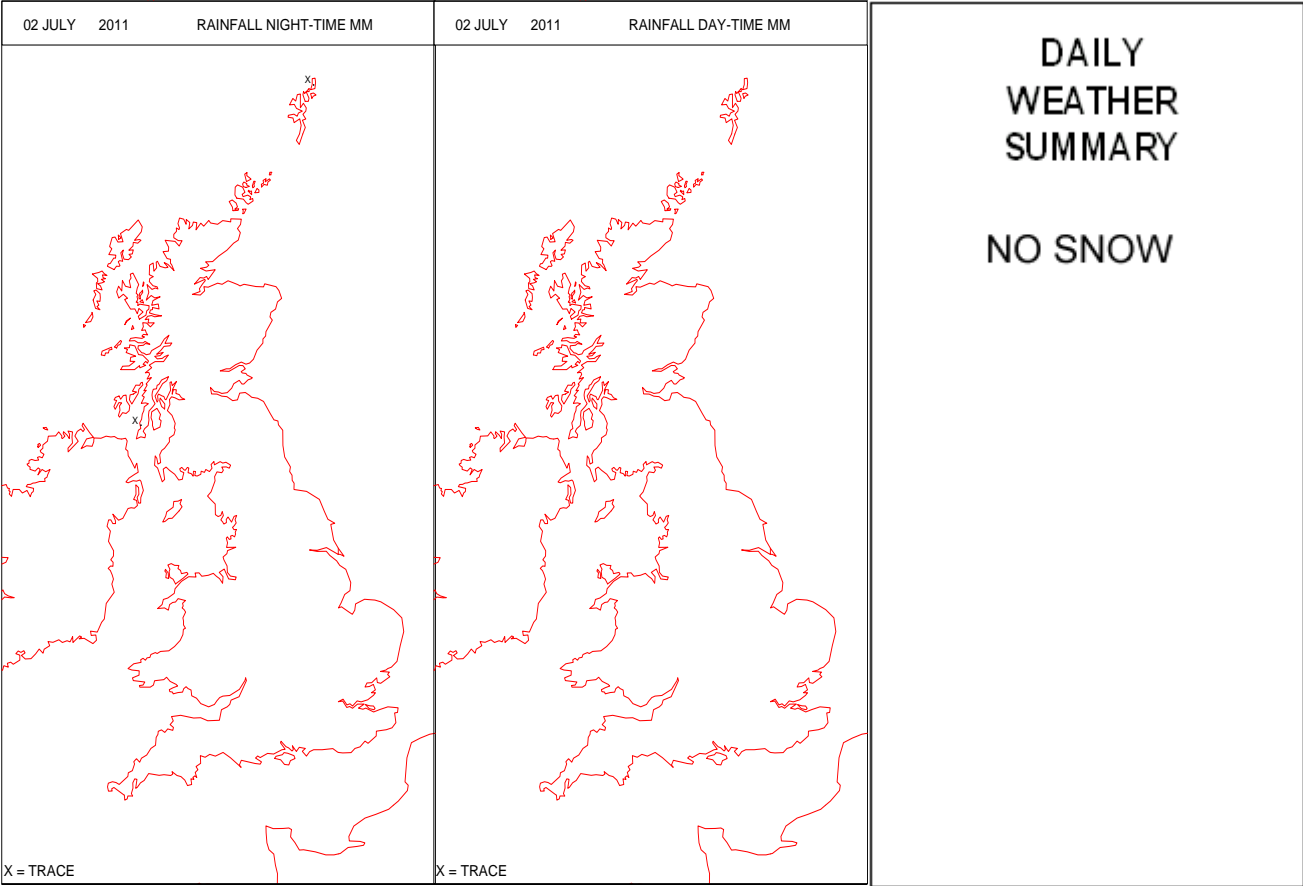 02 JULY 2011 RAINFALL NIGHT-TIME MM
X
X
X = TRACE
02 JULY 2011 RAINFALL DAY-TIME MM
X = TRACE
DAILY
WEATHER
SUMMARY
NO SNOW